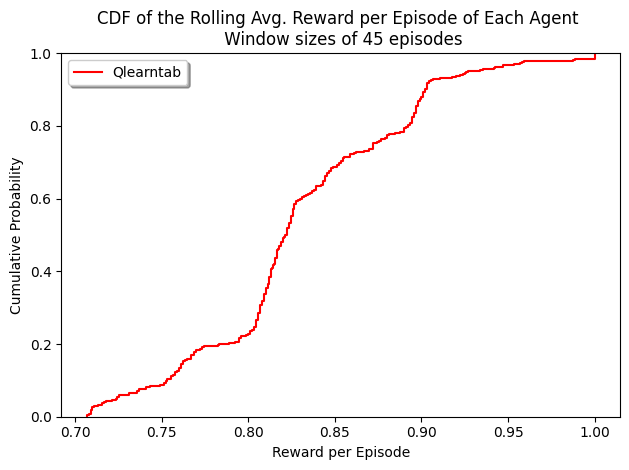 CDF of the Rolling Avg. Reward per Episode of Each Agent
Window sizes of 45 episodes
Qlearntab
Cumulative Probability
1.0
0.8
0.6
0.4
0.2
0.0
0.70 0.75 0.80 0.85 0.90 0.95 1.00
Reward per Episode